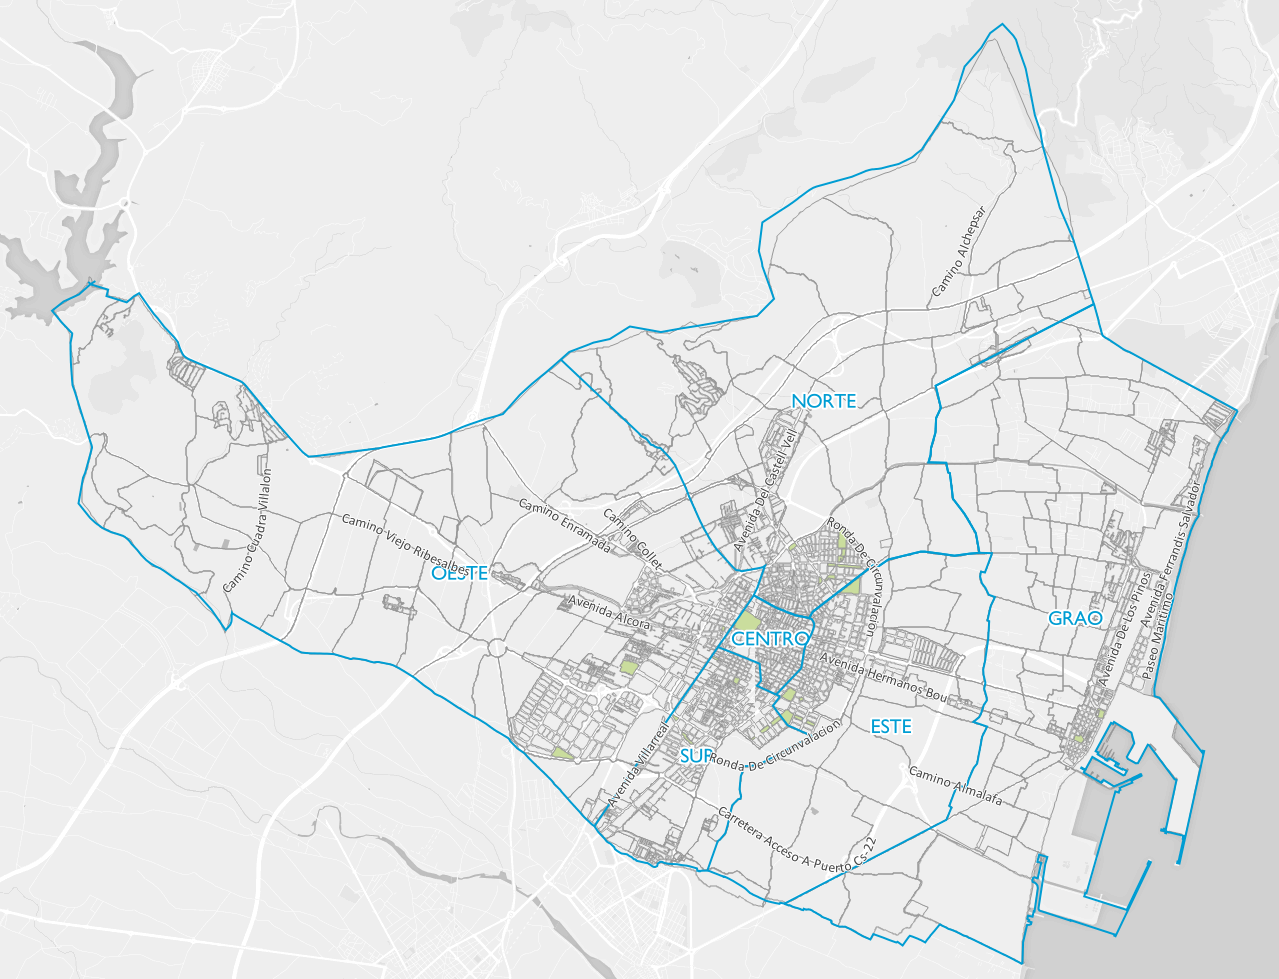 Camino Alchepsar
NORTE
Avenida Del Castell Vell
Camino Cuadra Villalon
Camino Viejo Ribesalbes
Camino Enramada
Camino Collet
Ronda De Circunvalacion
Avenida Ferrandis Salvador
OESTE
Avenida Alcora
CENTRO
GRAO
Avenida De Los Pinos
Paseo Maritimo
Avenida Hermanos Bou
ESTE
SUR
Avenida Villarreal
Ronda De Circunvalacion
Camino Almalafa
Carretera Acceso A Puerto Cs-22